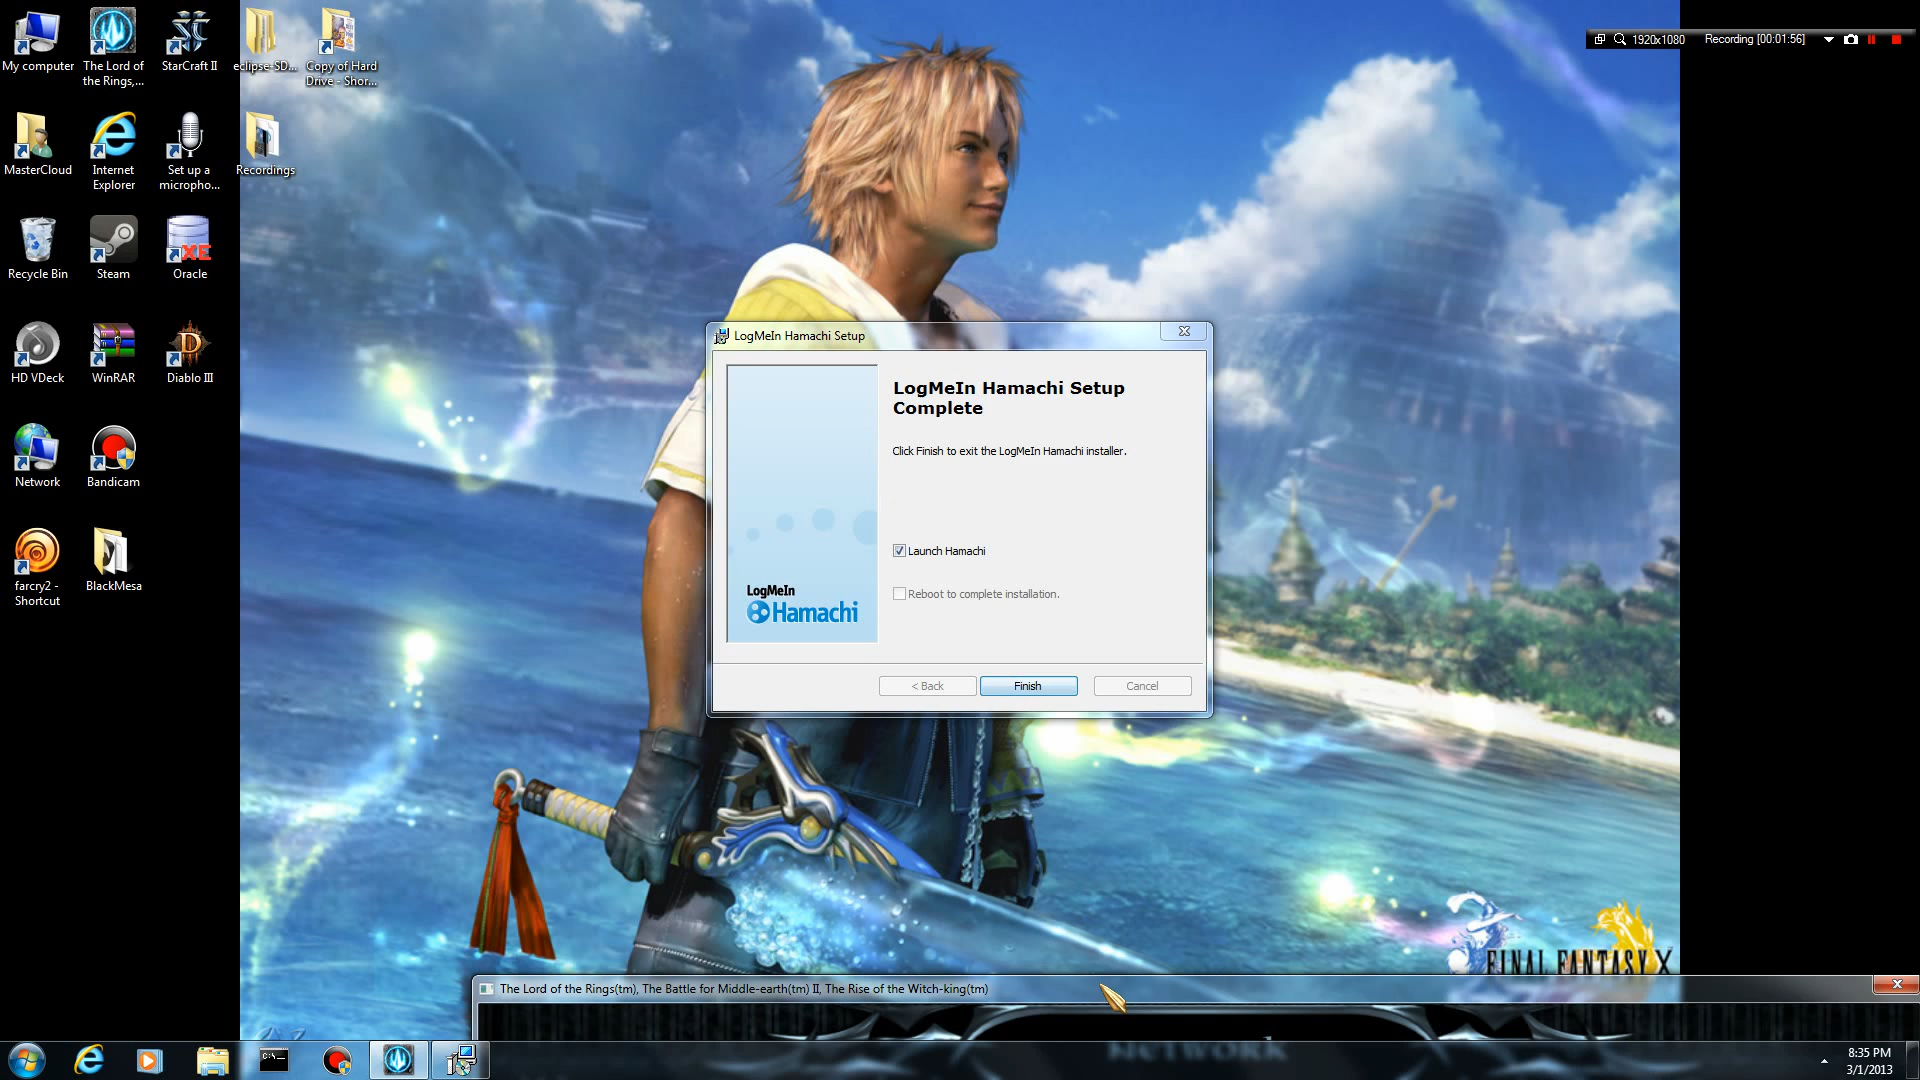 My computer
The Lord of
the Rings,...
StarCraft II
eclipse-SD...
Copy of Hard
Drive - Shor...
1920x1080
Recording [00:01:56]
MasterCloud
Internet
Explorer
Set up a
micropho...
Recordings
Recycle Bin
Steam
XE
Oracle
HD VDeck
WinRAR
Diablo III
Network
Bandicam
farcry2 -
Shortcut
BlackMesa
LogMeIn Hamachi Setup
LogMeIn Hamachi Setup
Complete
Click Finish to exit the LogMeIn Hamachi installer.
Launch Hamachi
Reboot to complete installation.
LogMeIn
Hamachi
< Back
Finish
Cancel
FINAL FANTASY X
The Lord of the Rings(tm), The Battle for Middle-earth(tm) II, The Rise of the Witch-king(tm)
Network
C:\
8:35 PM
3/1/2013